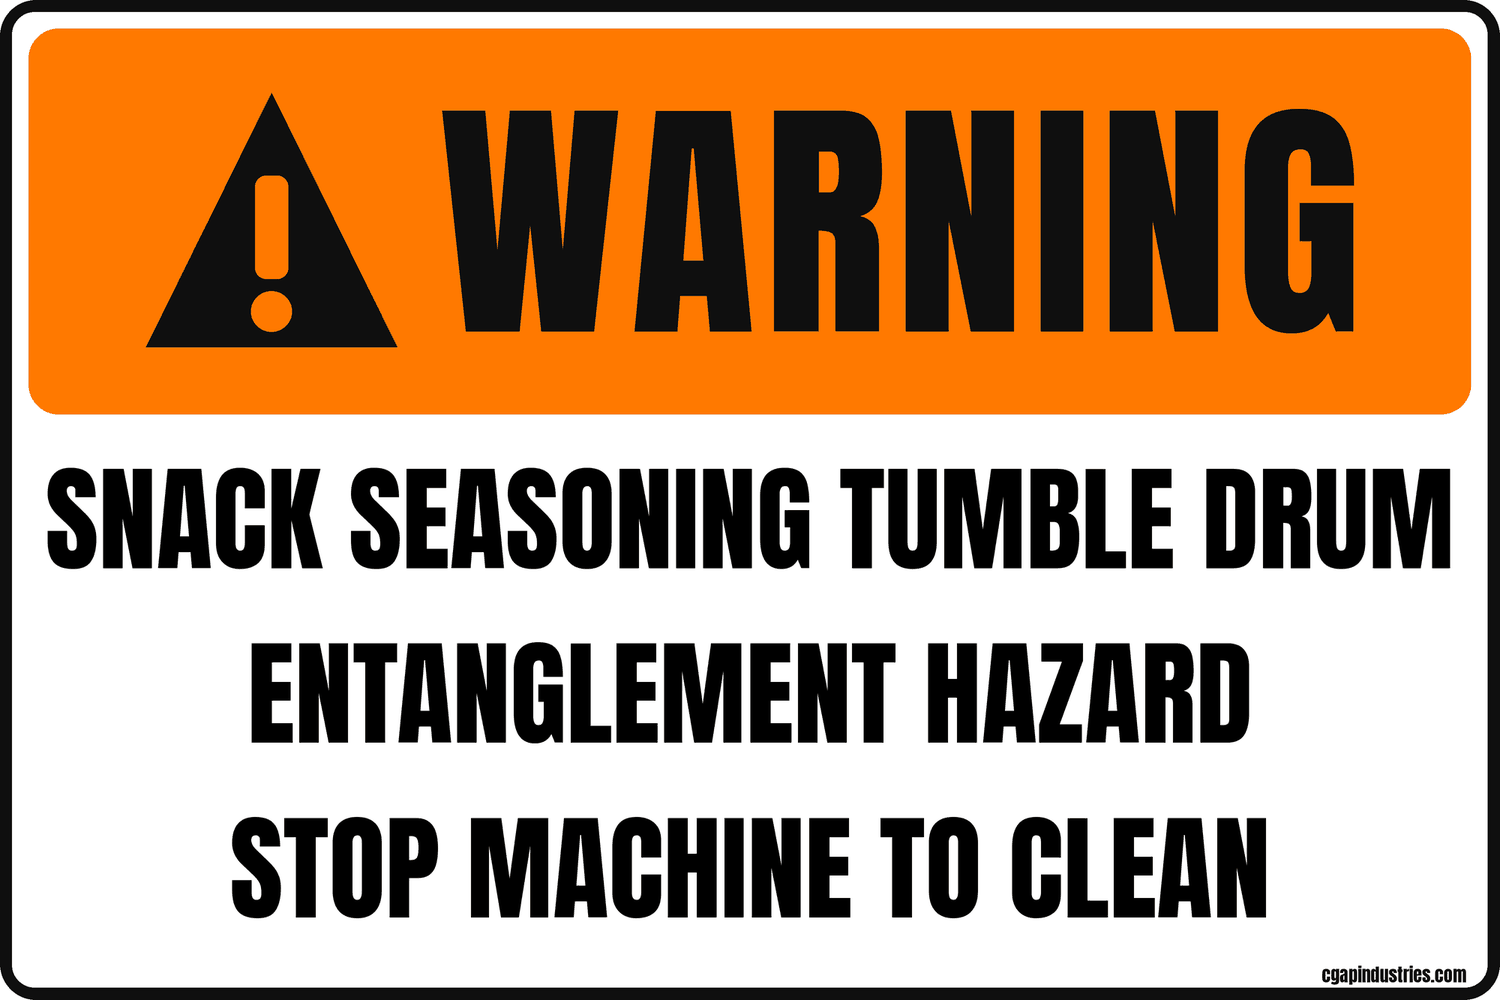 WARNING
SNACK SEASONING TUMBLE DRUM
ENTANGLEMENT HAZARD
STOP MACHINE TO CLEAN
cgapindustries.com